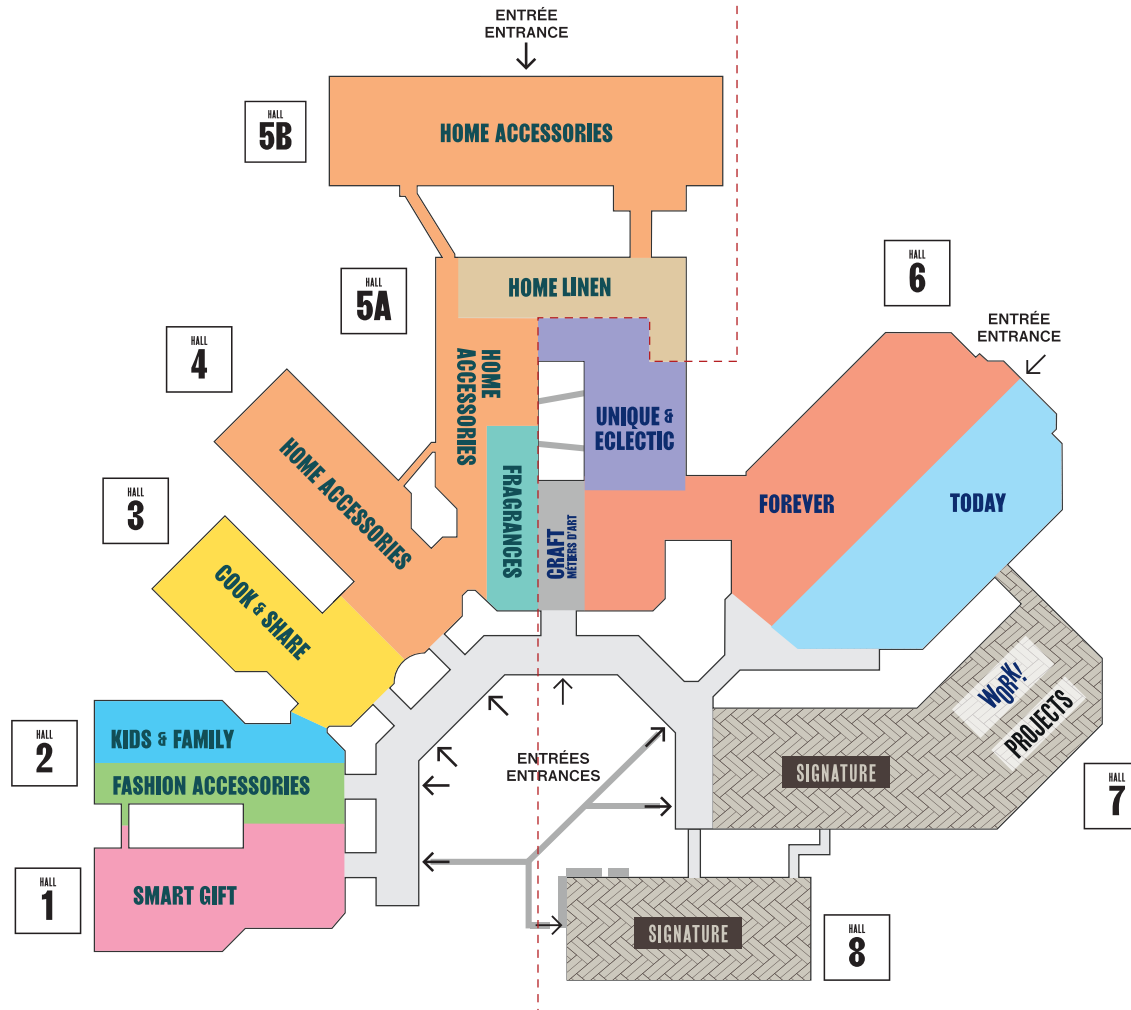 ENTRÉE
ENTRANCE
HALL
5B
HOME ACCESSORIES
HALL
5A
HOME LINEN
HALL
6
ENTRÉE
ENTRANCE
HALL
4
HOME
ACCESSORIES
UNIQUE &
ECLECTIC
HOME ACCESSORIES
FRAGRANCES
CRAFT
MÉTIERS D'ART
FOREVER
TODAY
HALL
3
COOK & SHARE
HALL
2
KIDS & FAMILY
FASHION ACCESSORIES
ENTRÉES
ENTRANCES
WORK!
PROJECTS
SIGNATURE
HALL
7
HALL
1
SMART GIFT
SIGNATURE
HALL
8